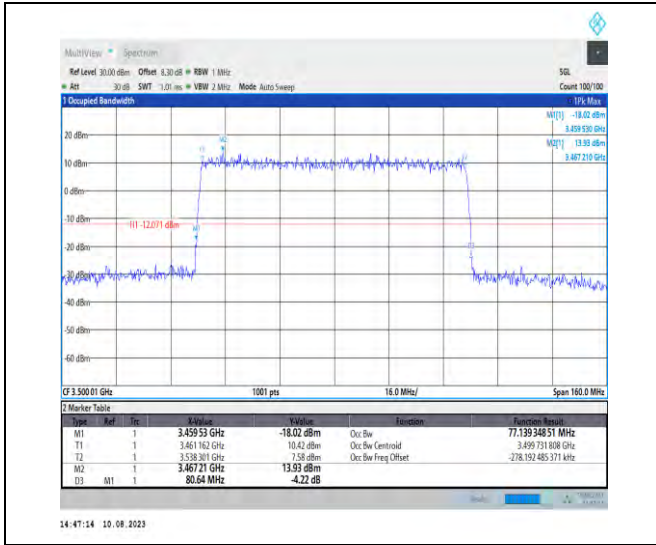 MultiView Spectrum
Ref Level 30.00 dBm Offset 8.30 dB RBW 1 MHz SGL
Att 30 dB SWT 1.01 ms VBW 2 MHz Mode Auto Sweep Count 100/100
1 Occupied Bandwidth 1Pk Max
M1[1] -18.02 dBm
3.459 530 GHz
M2[1] 13.93 dBm
3.467 210 GHz
20 dBm
10 dBm
0 dBm
-10 dBm
H1 -12.071 dBm
M2
M1
-30 dBm
-40 dBm
-50 dBm
-60 dBm
CF 3.500 01 GHz 1001 pts 16.0 MHz/ Span 160.0 MHz
2 Marker Table
Type Ref Trc X-Value Y-Value Function Function Result
M1 1 3.459 53 GHz -18.02 dBm Occ Bw 77.139 348 51 MHz
T1 1 3.461 162 GHz 10.42 dBm Occ Bw Centroid 3.499 731 808 GHz
T2 1 3.538 301 GHz 7.58 dBm Occ Bw Freq Offset -278.192 485 371 kHz
M2 1 3.467 21 GHz 13.93 dBm
D3 M1 1 80.64 MHz -4.22 dB
14:47:14 10.08.2023